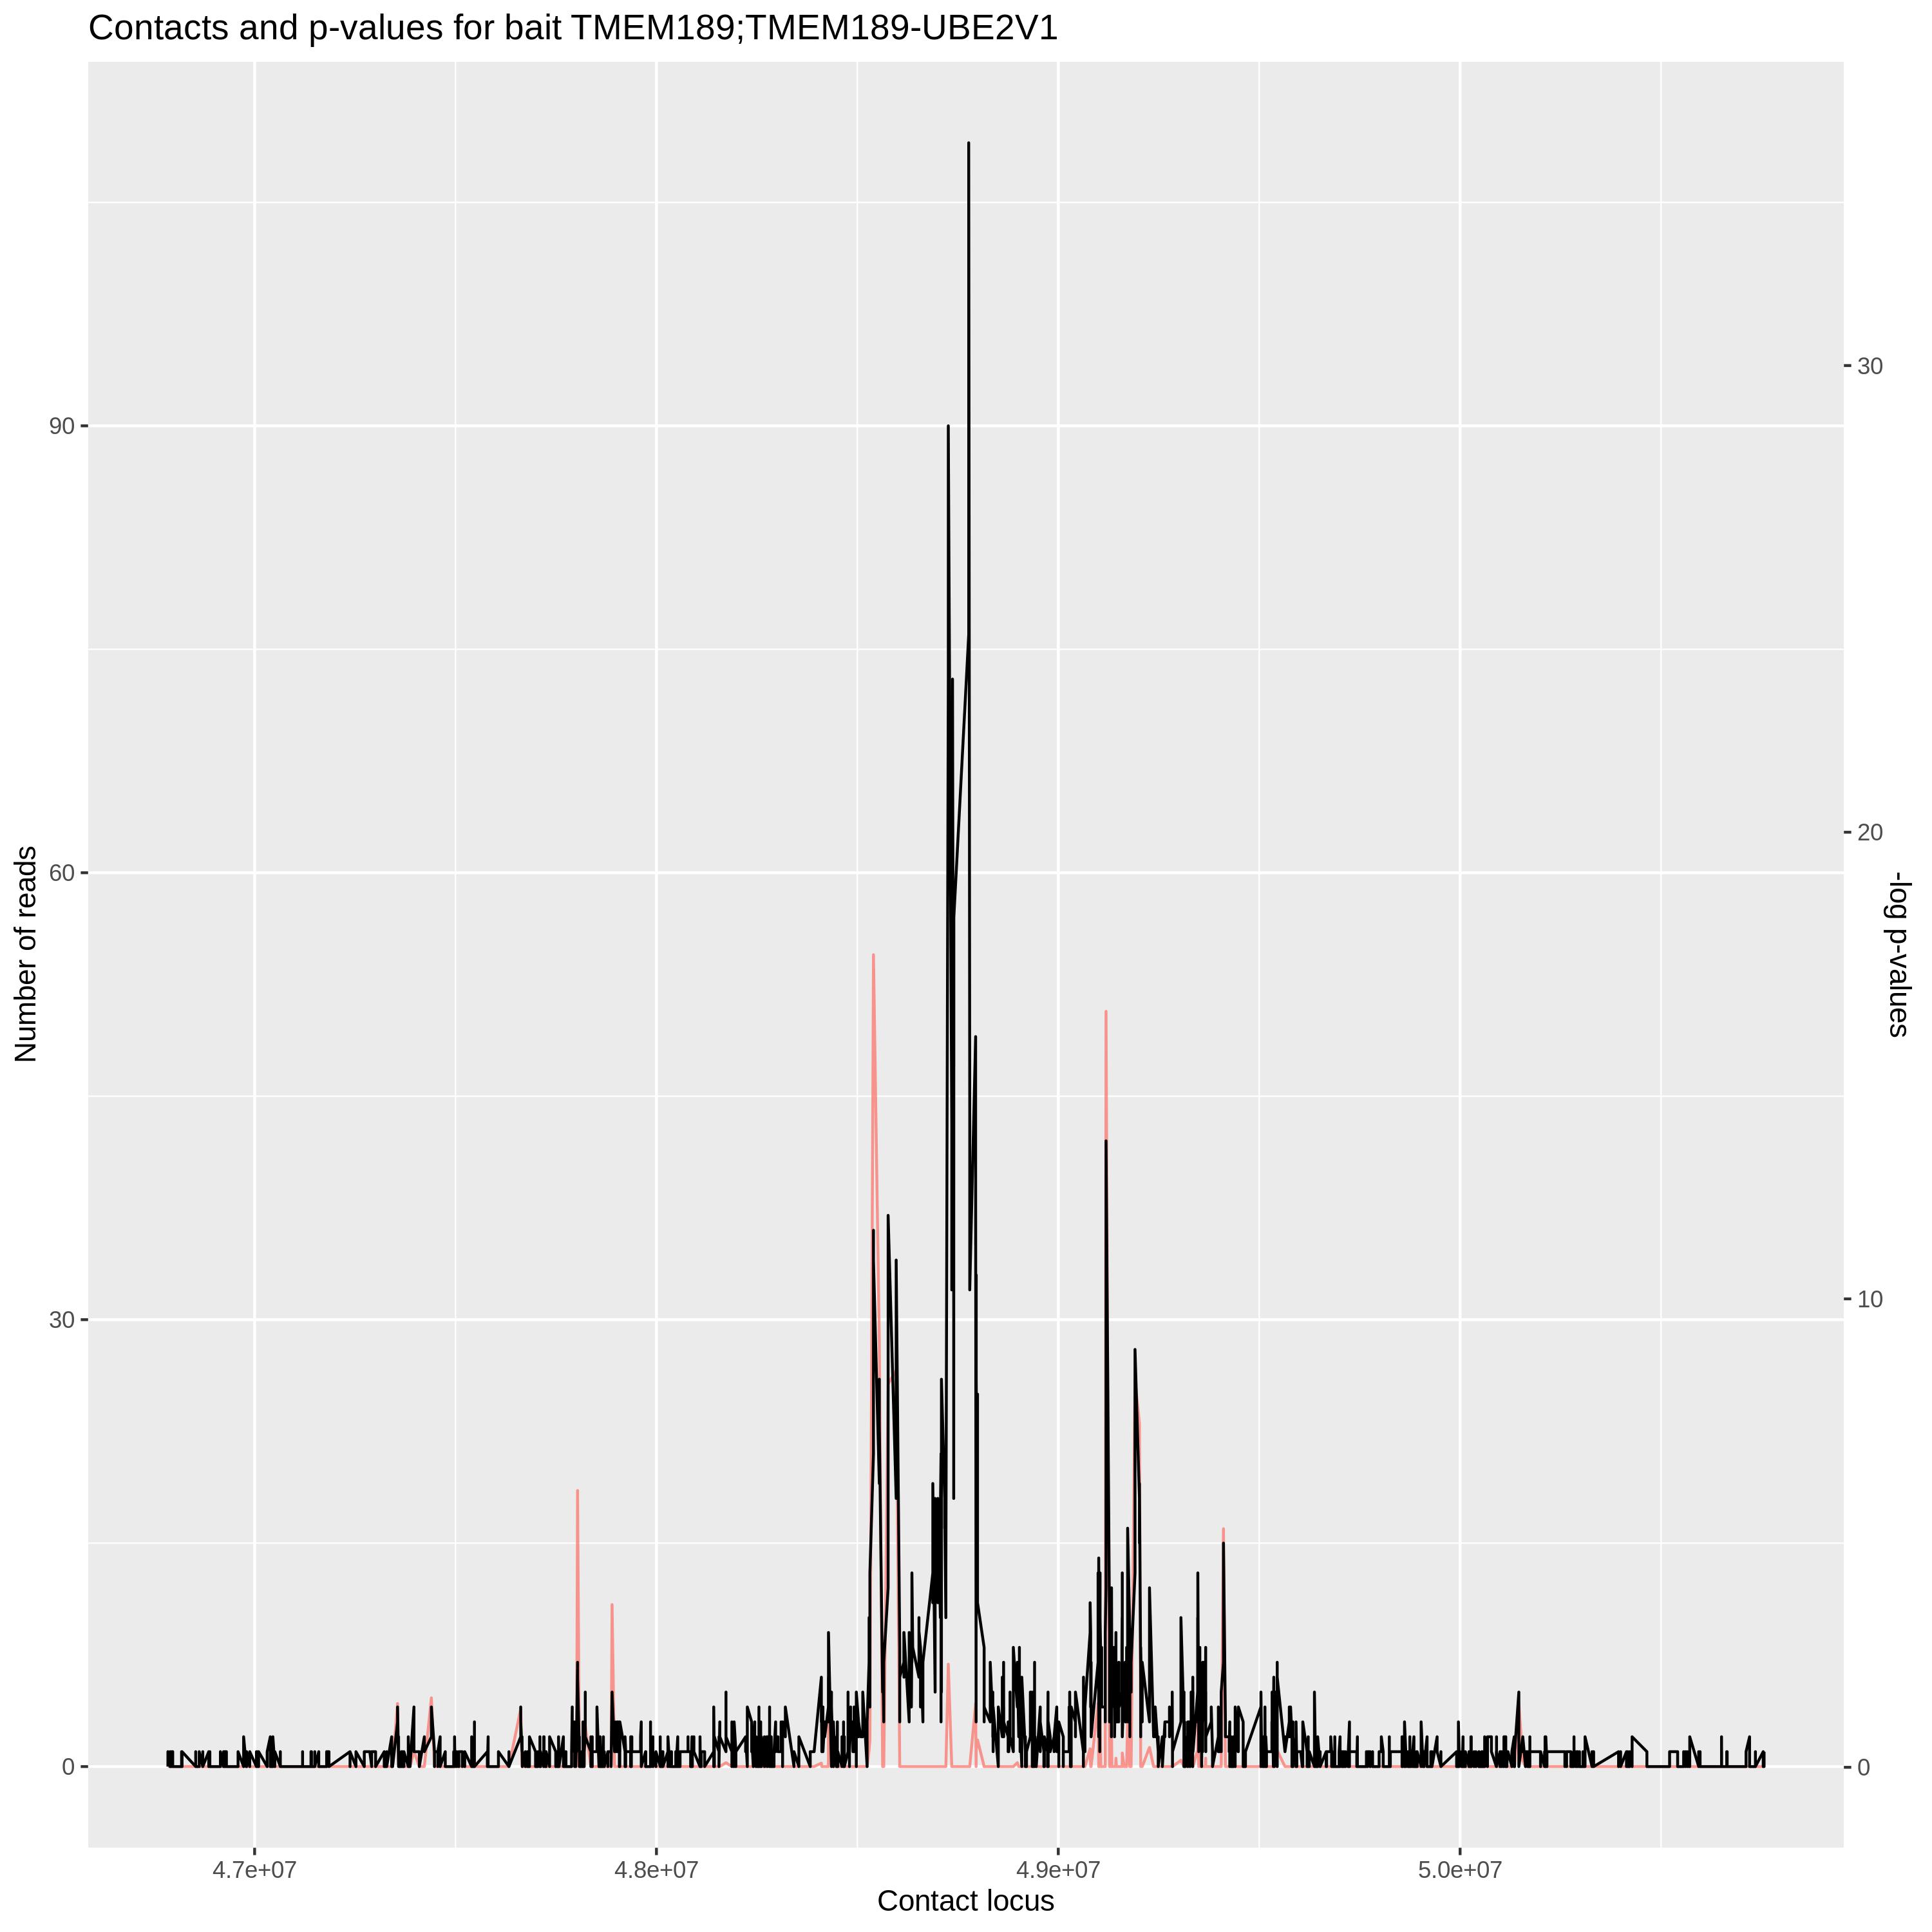 Contacts and p-values for bait TMEM189;TMEM189-UBE2V1
90
60
30
0
Number of reads
30
20
10
0
-log p-values
4.7e+07
4.8e+07
4.9e+07
5.0e+07
Contact locus